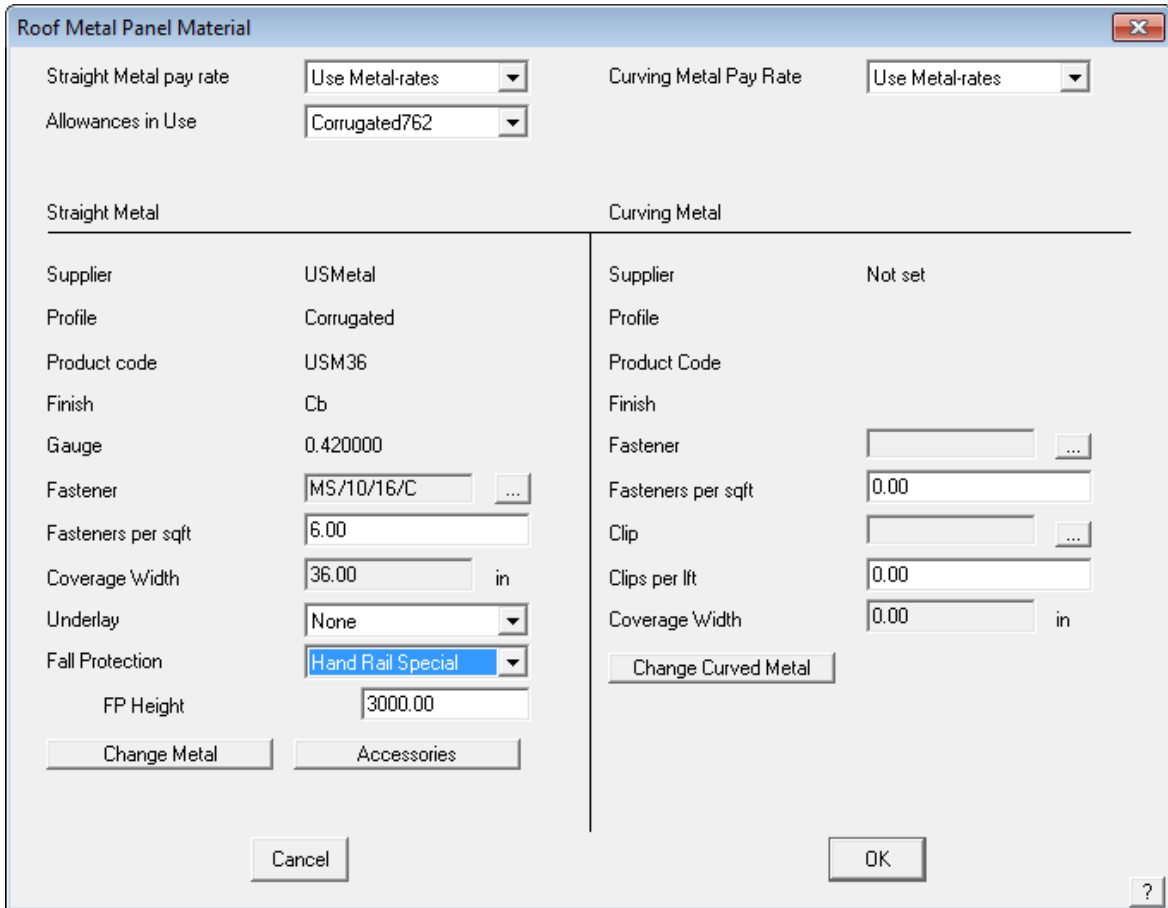 Roof Metal Panel Material
Straight Metal pay rate Use Metal-rates Curving Metal Pay Rate Use Metal-rates
Allowances in Use Corrugated762
Straight Metal Curving Metal
Supplier USMetal Supplier Not set
Profile Corrugated Profile
Product code USM36 Product Code
Finish Cb Finish
Gauge 0.420000 Fastener ...
Fastener MS/10/16/C ... Fasteners per sqft 0.00
Fasteners per sqft 6.00 Clip ...
Coverage Width 36.00 in Clips per lft 0.00
Underlay None Coverage Width 0.00 in
Fall Protection Hand Rail Special Change Curved Metal
FP Height 3000.00
Change Metal Accessories
Cancel OK
?